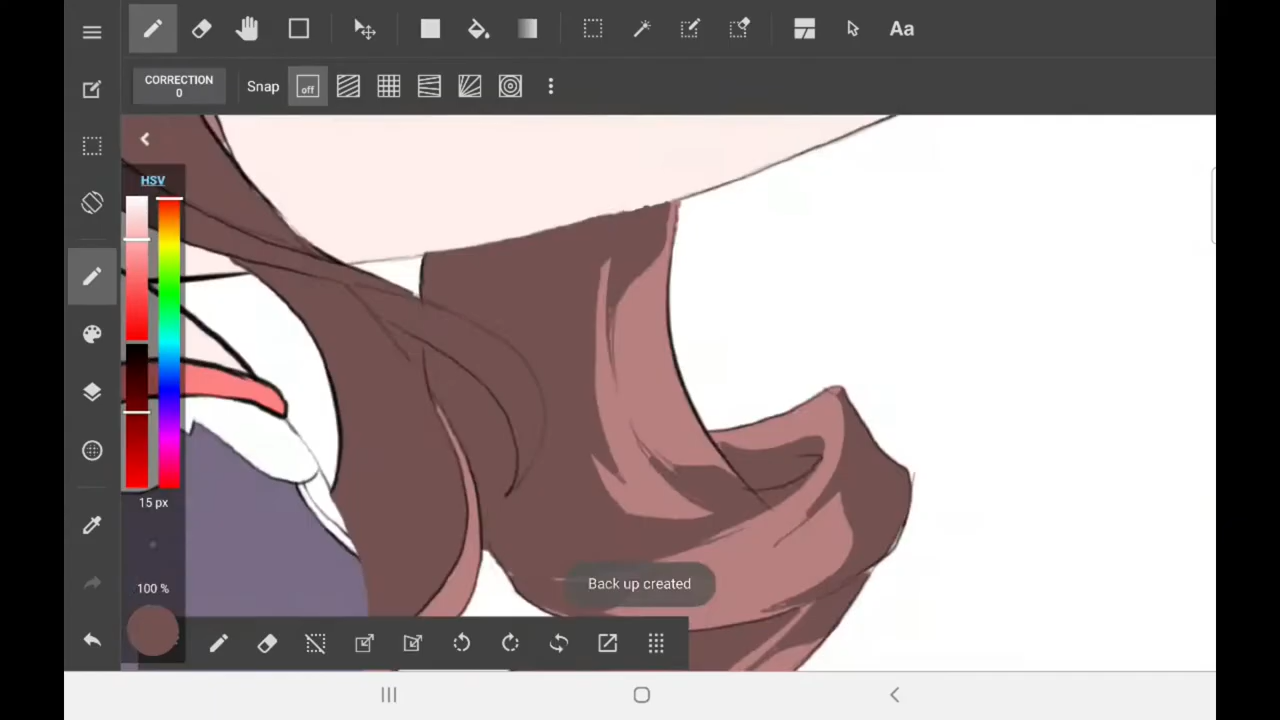 Aa
CORRECTION
0
Snap
off
HSV
15 px
100 %
Back up created